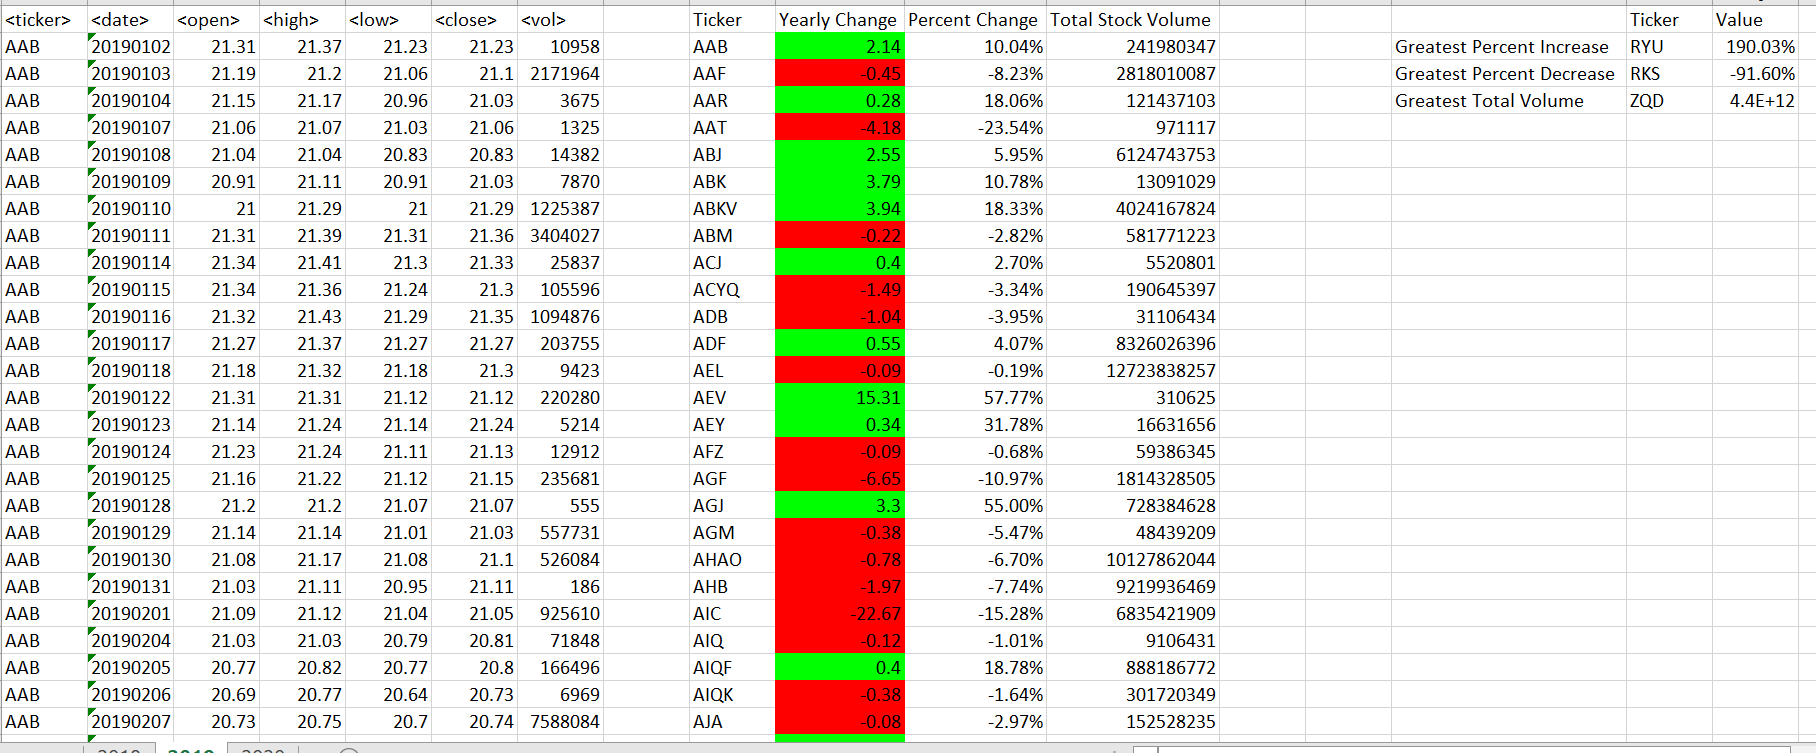 <ticker> <date> <open> <high> <low> <close> <vol> Ticker Yearly Change Percent Change Total Stock Volume Ticker Value
AAB 20190102 21.31 21.37 21.23 21.23 10958 AAB 2.14 10.04% 241980347 Greatest Percent Increase RYU 190.03%
AAB 20190103 21.19 21.2 21.06 21.1 2171964 AAF -0.45 -8.23% 2818010087 Greatest Percent Decrease RKS -91.60%
AAB 20190104 21.15 21.17 20.96 21.03 3675 AAR 0.28 18.06% 121437103 Greatest Total Volume ZQD 4.4E+12
AAB 20190107 21.06 21.07 21.03 21.06 1325 AAT -4.18 -23.54% 971117
AAB 20190108 21.04 21.04 20.83 20.83 14382 ABJ 2.55 5.95% 6124743753
AAB 20190109 20.91 21.11 20.91 21.03 7870 ABK 3.79 10.78% 13091029
AAB 20190110 21 21.29 21 21.29 1225387 ABKV 3.94 18.33% 4024167824
AAB 20190111 21.31 21.39 21.31 21.36 3404027 ABM -0.22 -2.82% 581771223
AAB 20190114 21.34 21.41 21.3 21.33 25837 ACJ 0.4 2.70% 5520801
AAB 20190115 21.34 21.36 21.24 21.3 105596 ACYQ -1.49 -3.34% 190645397
AAB 20190116 21.32 21.43 21.29 21.35 1094876 ADB -1.04 -3.95% 31106434
AAB 20190117 21.27 21.37 21.27 21.27 203755 ADF 0.55 4.07% 8326026396
AAB 20190118 21.18 21.32 21.18 21.3 9423 AEL -0.09 -0.19% 12723838257
AAB 20190122 21.31 21.31 21.12 21.12 220280 AEV 15.31 57.77% 310625
AAB 20190123 21.14 21.24 21.14 21.24 5214 AEY 0.34 31.78% 16631656
AAB 20190124 21.23 21.24 21.11 21.13 12912 AFZ -0.09 -0.68% 59386345
AAB 20190125 21.16 21.22 21.12 21.15 235681 AGF -6.65 -10.97% 1814328505
AAB 20190128 21.2 21.2 21.07 21.07 555 AGJ 3.3 55.00% 728384628
AAB 20190129 21.14 21.14 21.01 21.03 557731 AGM -0.38 -5.47% 48439209
AAB 20190130 21.08 21.17 21.08 21.1 526084 AHAO -0.78 -6.70% 10127862044
AAB 20190131 21.03 21.11 20.95 21.11 186 AHB -1.97 -7.74% 9219936469
AAB 20190201 21.09 21.12 21.04 21.05 925610 AIC -22.67 -15.28% 6835421909
AAB 20190204 21.03 21.03 20.79 20.81 71848 AIQ -0.12 -1.01% 9106431
AAB 20190205 20.77 20.82 20.77 20.8 166496 AIQF 0.4 18.78% 888186772
AAB 20190206 20.69 20.77 20.64 20.73 6969 AIQK -0.38 -1.64% 301720349
AAB 20190207 20.73 20.75 20.7 20.74 7588084 AJA -0.08 -2.97% 152528235